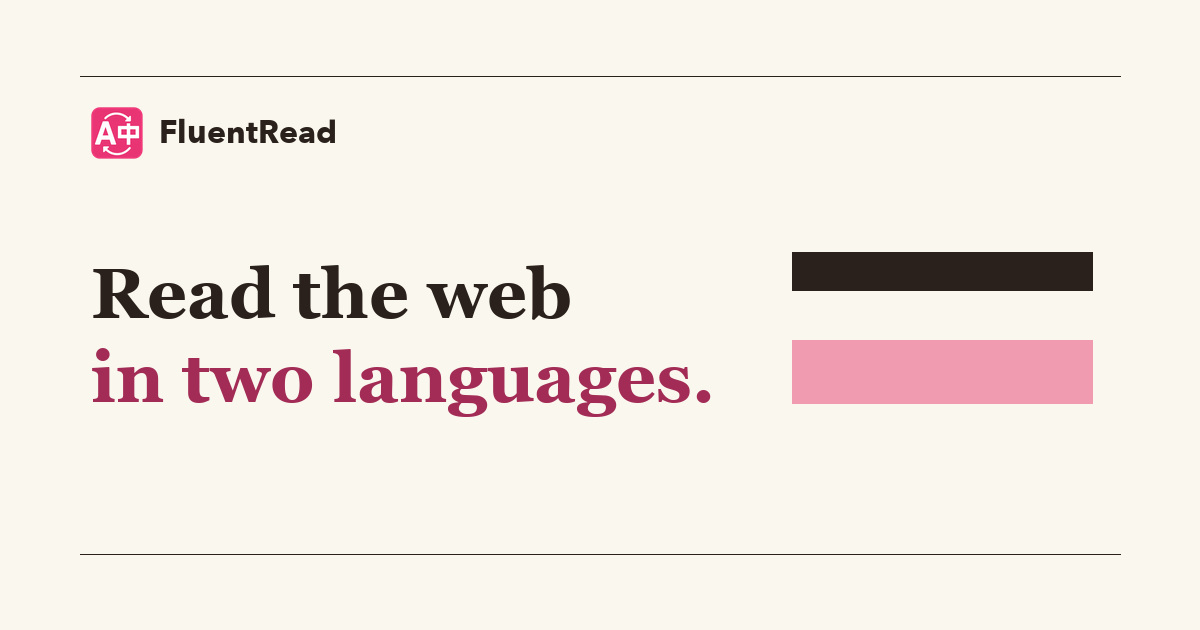 A中
FluentRead
Read the web
in two languages.